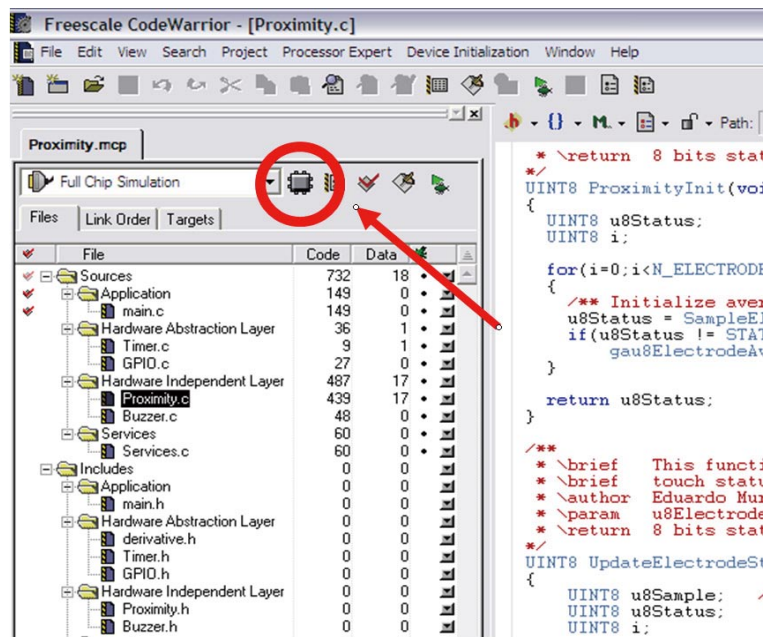 Freescale CodeWarrior - [Proximity.c]
File Edit View Search Project Processor Expert Device Initialization Window Help
Path:
Proximity.mcp
Full Chip Simulation
Files Link Order Targets
File Code Data
Sources 732 18
Application 149 0
main.c 149 0
Hardware Abstraction Layer 36 1
Timer.c 9 1
GPIO.c 27 0
Hardware Independent Layer 487 17
Proximity.c 439 17
Buzzer.c 48 0
Services 60 0
Services.c 60 0
Includes 0 0
Application 0 0
main.h 0 0
Hardware Abstraction Layer 0 0
derivative.h 0 0
Timer.h 0 0
GPIO.h 0 0
Hardware Independent Layer 0 0
Proximity.h 0 0
Buzzer.h 0 0
* \return 8 bits stat
*/
UINT8 ProximityInit(voi
{
UINT8 u8Status;
UINT8 i;
for(i=0;i<N_ELECTRODE
{
/** Initialize aver
u8Status = SampleEl
if(u8Status != STAT
gau8ElectrodeAv
}
return u8Status;
}
/**
* \brief This functi
* \brief touch statu
* \author Eduardo Mur
* \param u8Electrode
* \return 8 bits stat
*/
UINT8 UpdateElectrodeSt
{
UINT8 u8Sample; /
UINT8 u8Status;
UINT8 i;